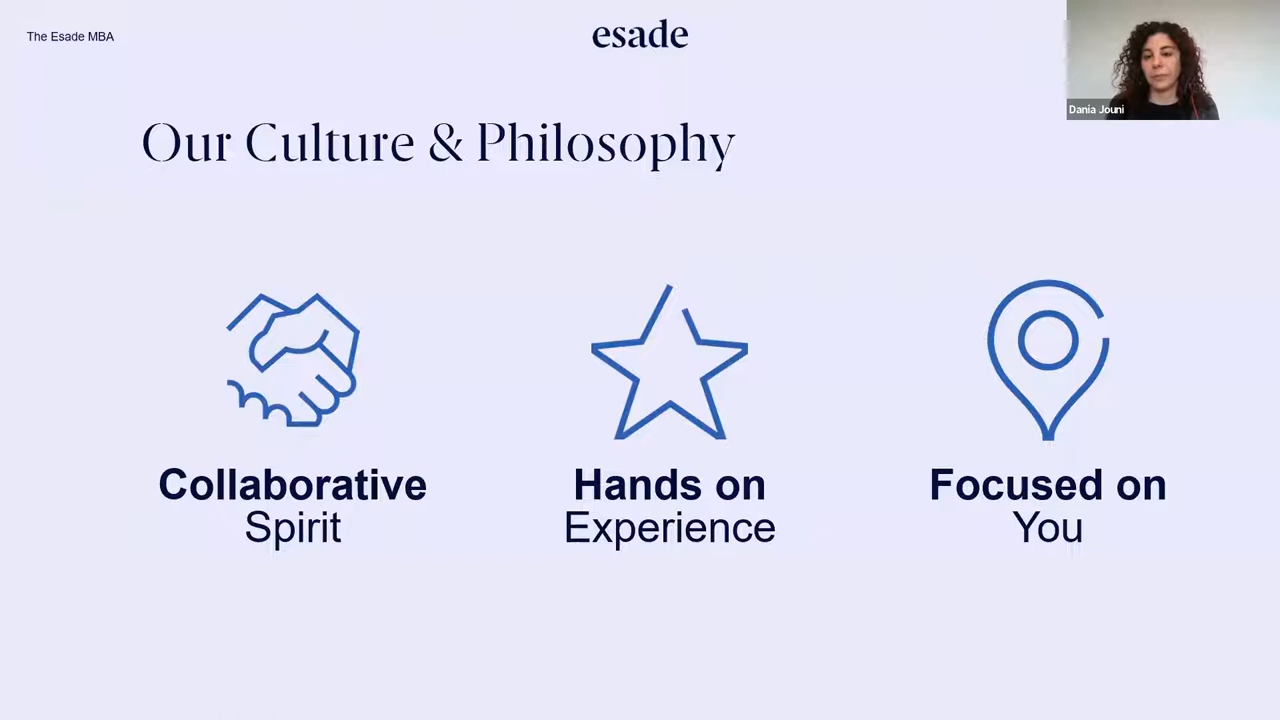 The Esade MBA
esade
Dania Jouni
Our Culture & Philosophy
Collaborative
Spirit
Hands on
Experience
Focused on
You